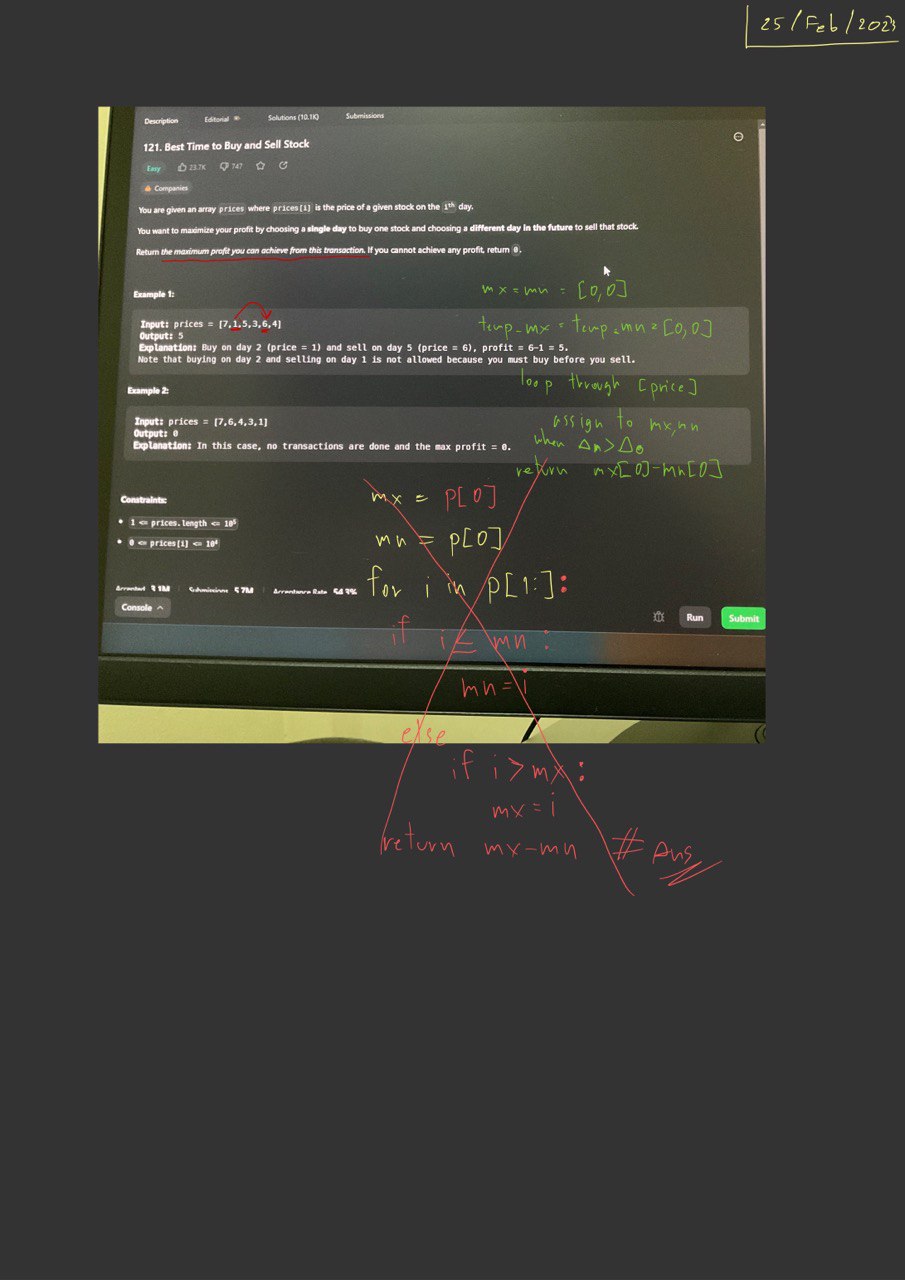 25/Feb/2023
Description Editorial Solutions (10.1K) Submissions
121. Best Time to Buy and Sell Stock
Easy 23.7K 747
Companies
You are given an array prices where prices[i] is the price of a given stock on the ith day.
You want to maximize your profit by choosing a single day to buy one stock and choosing a different day in the future to sell that stock.
Return the maximum profit you can achieve from this transaction. If you cannot achieve any profit, return 0.
mx = mn = [0,0]
Example 1:
Input: prices = [7,1,5,3,6,4]
temp_mx = temp_mn = [0,0]
Output: 5
Explanation: Buy on day 2 (price = 1) and sell on day 5 (price = 6), profit = 6-1 = 5.
Note that buying on day 2 and selling on day 1 is not allowed because you must buy before you sell.
loop through [price]
Example 2:
Input: prices = [7,6,4,3,1]
assign to mx,mn
Output: 0
when Δn > Δo
Explanation: In this case, no transactions are done and the max profit = 0.
return mx[0]-mn[0]
Constraints:
1 <= prices.length <= 10⁵
0 <= prices[i] <= 10⁴
mx = p[0]
mn = p[0]
for i in p[1:]:
Accepted 3.1M Submissions 5.7M Acceptance Rate 54.3%
Console Run Submit
if i ≤ mn :
mn = i
else
if i > mx :
mx = i
return mx-mn # Ans